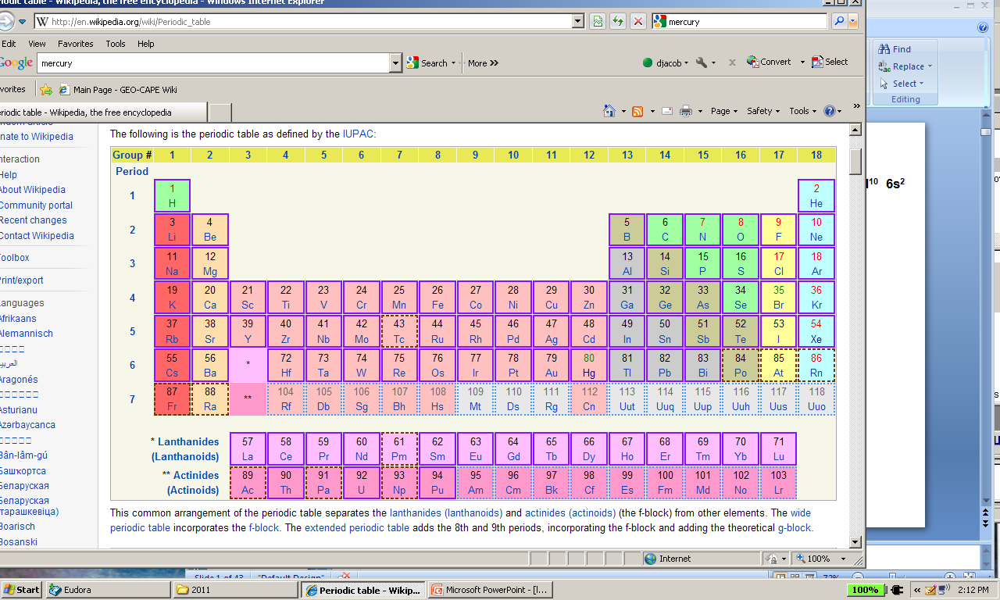 riodic table - Wikipedia, the free encyclopedia - Windows Internet Explorer
http://en.wikipedia.org/wiki/Periodic_table
mercury
Edit View Favorites Tools Help
Google mercury Search More >> djacob Convert Select
vorites Main Page - GEO-CAPE Wiki
eriodic table - Wikipedia, the free encyclopedia
Page Safety Tools
Find
Replace
Select
Editing
10 6s2
nate to Wikipedia
nteraction
Help
About Wikipedia
Community portal
Recent changes
Contact Wikipedia
Toolbox
Print/export
Languages
Afrikaans
Alemannisch
العربية
Aragonés
Asturianu
Azərbaycanca
Bân-lâm-gú
Башҡортса
Беларуская
Беларуская
(тарашкевіца)
Boarisch
Bosanski
The following is the periodic table as defined by the IUPAC:
Group # 1 2 3 4 5 6 7 8 9 10 11 12 13 14 15 16 17 18
Period
1 1 H 2 He
2 3 Li 4 Be 5 B 6 C 7 N 8 O 9 F 10 Ne
3 11 Na 12 Mg 13 Al 14 Si 15 P 16 S 17 Cl 18 Ar
4 19 K 20 Ca 21 Sc 22 Ti 23 V 24 Cr 25 Mn 26 Fe 27 Co 28 Ni 29 Cu 30 Zn 31 Ga 32 Ge 33 As 34 Se 35 Br 36 Kr
5 37 Rb 38 Sr 39 Y 40 Zr 41 Nb 42 Mo 43 Tc 44 Ru 45 Rh 46 Pd 47 Ag 48 Cd 49 In 50 Sn 51 Sb 52 Te 53 I 54 Xe
6 55 Cs 56 Ba * 72 Hf 73 Ta 74 W 75 Re 76 Os 77 Ir 78 Pt 79 Au 80 Hg 81 Tl 82 Pb 83 Bi 84 Po 85 At 86 Rn
7 87 Fr 88 Ra ** 104 Rf 105 Db 106 Sg 107 Bh 108 Hs 109 Mt 110 Ds 111 Rg 112 Cn 113 Uut 114 Uuq 115 Uup 116 Uuh 117 Uus 118 Uuo
* Lanthanides (Lanthanoids) 57 La 58 Ce 59 Pr 60 Nd 61 Pm 62 Sm 63 Eu 64 Gd 65 Tb 66 Dy 67 Ho 68 Er 69 Tm 70 Yb 71 Lu
** Actinides (Actinoids) 89 Ac 90 Th 91 Pa 92 U 93 Np 94 Pu 95 Am 96 Cm 97 Bk 98 Cf 99 Es 100 Fm 101 Md 102 No 103 Lr
This common arrangement of the periodic table separates the lanthanides (lanthanoids) and actinides (actinoids) (the f-block) from other elements. The wide
periodic table incorporates the f-block. The extended periodic table adds the 8th and 9th periods, incorporating the f-block and adding the theoretical g-block.
Internet 100%
Slide 1 of 43 "Default Design" 72%
Start Eudora 2011 Periodic table - Wikip... Microsoft PowerPoint - [l... 100% 2:12 PM